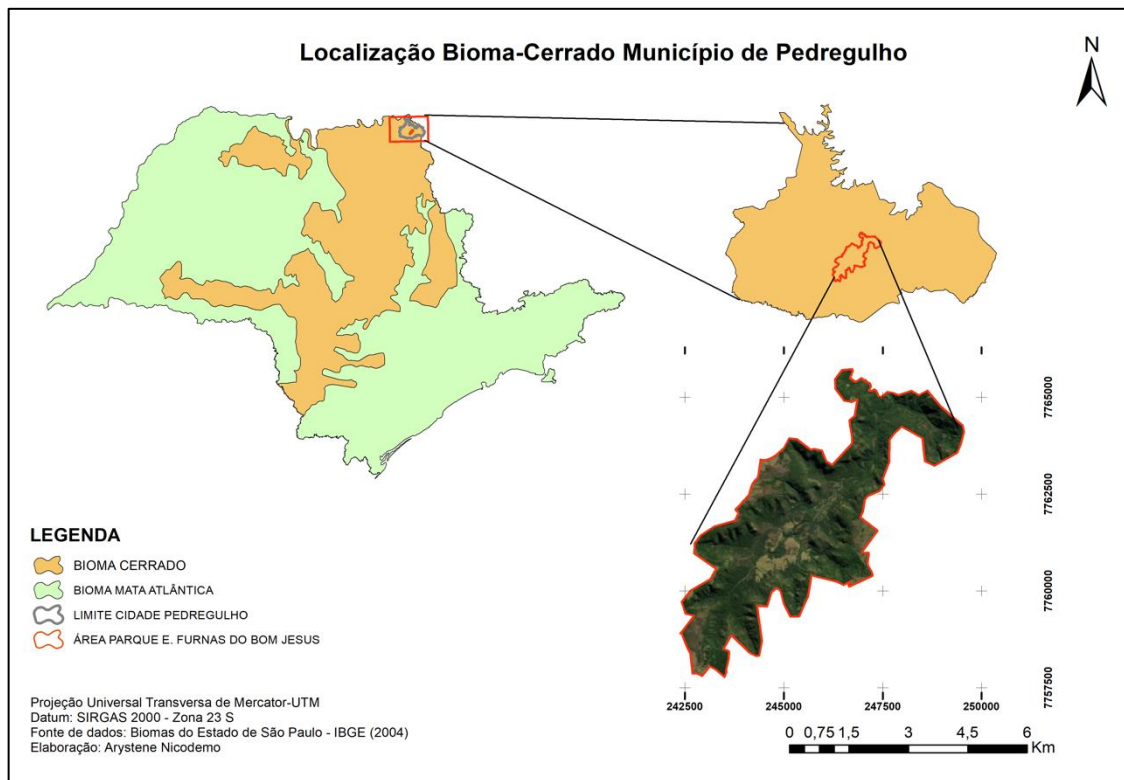 Localização Bioma-Cerrado Município de Pedregulho
N
7765000
7762500
7760000
7757500
242500 245000 247500 250000
0 0,75 1,5 3 4,5 6
Km
LEGENDA
BIOMA CERRADO
BIOMA MATA ATLÂNTICA
LIMITE CIDADE PEDREGULHO
ÁREA PARQUE E. FURNAS DO BOM JESUS
Projeção Universal Transversa de Mercator-UTM
Datum: SIRGAS 2000 - Zona 23 S
Fonte de dados: Biomas do Estado de São Paulo - IBGE (2004)
Elaboração: Arystene Nicodemo